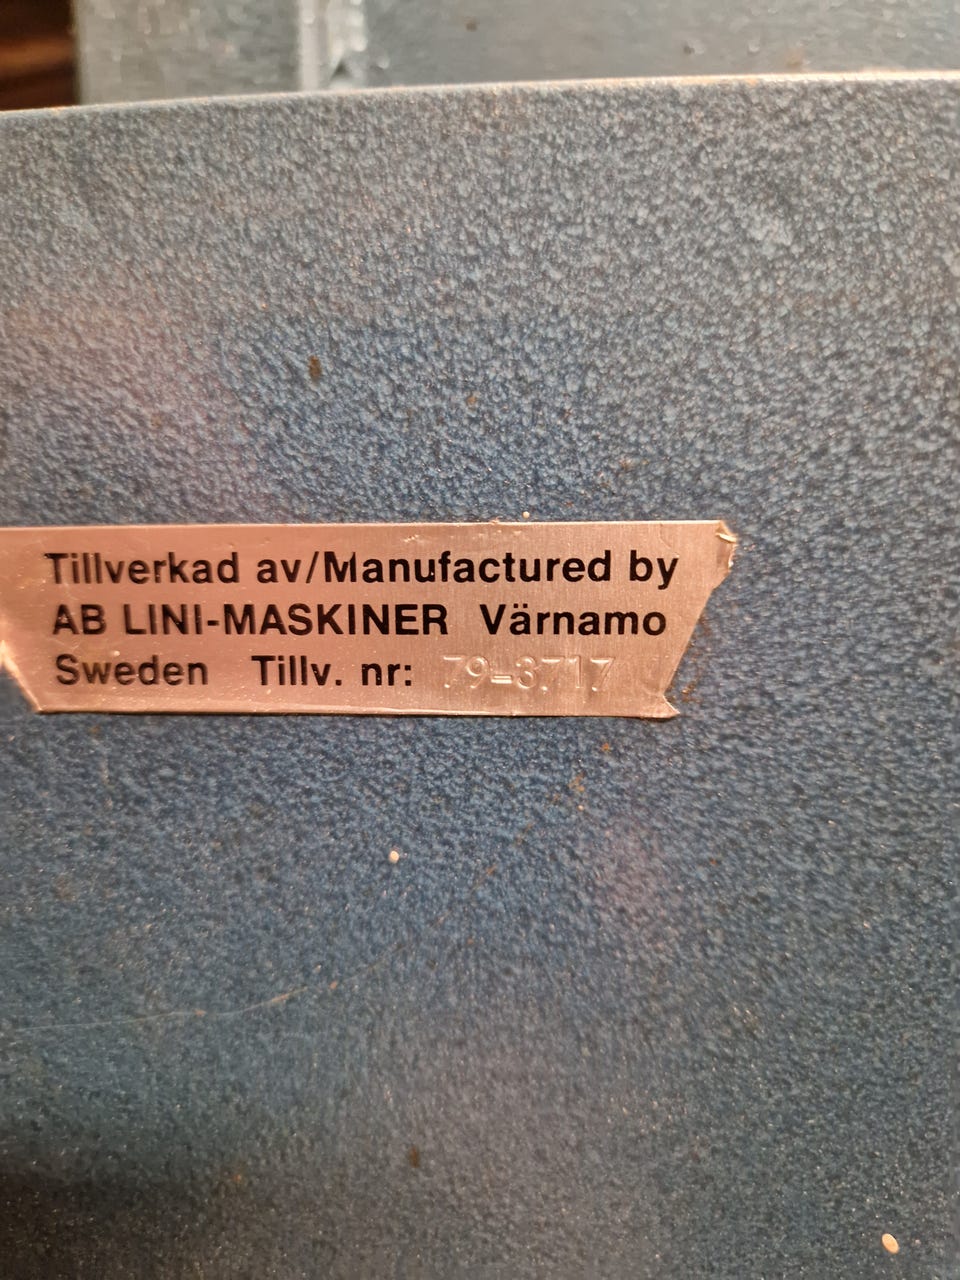 Tillverkad av/Manufactured by
AB LINI-MASKINER Värnamo
Sweden Tillv. nr: 79-3717